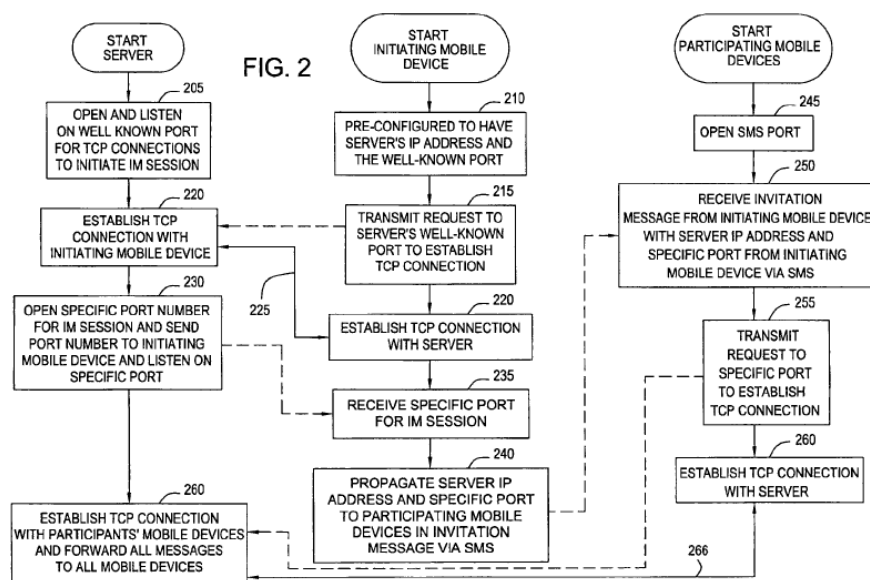 START
SERVER
FIG. 2
START
INITIATING MOBILE
DEVICE
START
PARTICIPATING MOBILE
DEVICES
205
OPEN AND LISTEN
ON WELL KNOWN PORT
FOR TCP CONNECTIONS
TO INITIATE IM SESSION
220
ESTABLISH TCP
CONNECTION WITH
INITIATING MOBILE DEVICE
230
OPEN SPECIFIC PORT NUMBER
FOR IM SESSION AND SEND
PORT NUMBER TO INITIATING
MOBILE DEVICE AND LISTEN ON
SPECIFIC PORT
225
260
ESTABLISH TCP CONNECTION
WITH PARTICIPANTS' MOBILE DEVICES
AND FORWARD ALL MESSAGES
TO ALL MOBILE DEVICES
210
PRE-CONFIGURED TO HAVE
SERVER'S IP ADDRESS AND
THE WELL-KNOWN PORT
215
TRANSMIT REQUEST TO
SERVER'S WELL-KNOWN
PORT TO ESTABLISH
TCP CONNECTION
220
ESTABLISH TCP CONNECTION
WITH SERVER
235
RECEIVE SPECIFIC PORT
FOR IM SESSION
240
PROPAGATE SERVER IP
ADDRESS AND SPECIFIC PORT
TO PARTICIPATING MOBILE
DEVICES IN INVITATION
MESSAGE VIA SMS
245
OPEN SMS PORT
250
RECEIVE INVITATION
MESSAGE FROM INITIATING MOBILE DEVICE
WITH SERVER IP ADDRESS AND
SPECIFIC PORT FROM INITIATING
MOBILE DEVICE VIA SMS
255
TRANSMIT
REQUEST TO
SPECIFIC PORT
TO ESTABLISH
TCP CONNECTION
260
ESTABLISH TCP CONNECTION
WITH SERVER
266